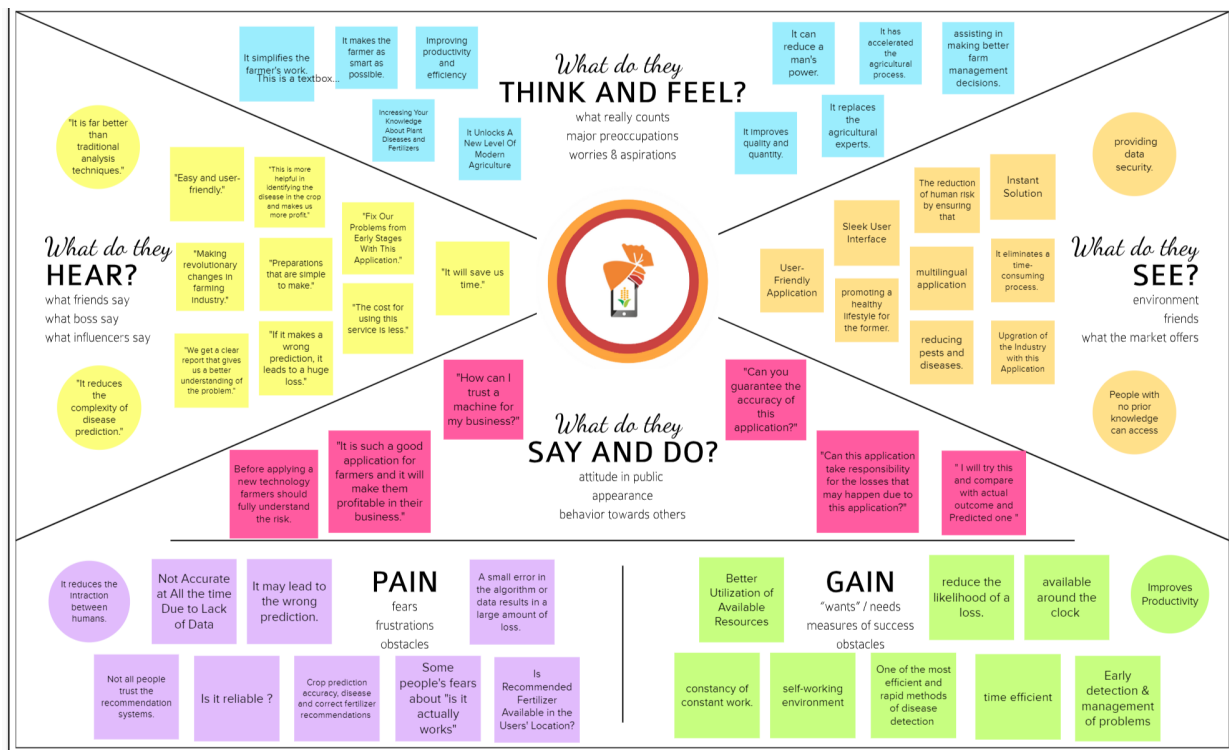 What do they
THINK AND FEEL?
what really counts
major preoccupations
worries & aspirations
It simplifies the
farmer's work.
This is a textbox...
It makes the
farmer as
smart as
possible.
Improving
productivity
and
efficiency
Increasing Your
Knowledge
About Plant
Diseases and
Fertilizers
It Unlocks A
New Level Of
Modern
Agriculture
It can
reduce a
man's
power.
It has
accelerated
the
agricultural
process.
assisting in
making better
farm
management
decisions.
It improves
quality and
quantity.
It replaces
the
agricultural
experts.
What do they
HEAR?
what friends say
what boss say
what influencers say
"It is far better
than
traditional
analysis
techniques."
"Easy and user-
friendly."
"This is more
helpful in
identifying the
disease in the crop
and makes us
more profit."
"Fix Our
Problems from
Early Stages
With This
Application."
"Making
revolutionary
changes in
farming
Industry."
"Preparations
that are simple
to make."
"It will save us
time."
"The cost for
using this
service is less."
"We get a clear
report that gives
us a better
understanding of
the problem."
"If it makes a
wrong
prediction, it
leads to a huge
loss."
"It reduces
the
complexity of
disease
prediction."
What do they
SEE?
environment
friends
what the market offers
providing
data
security.
The reduction
of human risk
by ensuring
that
Instant
Solution
Sleek User
Interface
User-
Friendly
Application
multilingual
application
It eliminates a
time-
consuming
process.
promoting a
healthy
lifestyle for
the former.
reducing
pests and
diseases.
Upgration of
the Industry
with this
Application
People with
no prior
knowledge
can access
What do they
SAY AND DO?
attitude in public
appearance
behavior towards others
"How can I
trust a
machine for
my business?"
"It is such a good
application for
farmers and it will
make them
profitable in their
business."
Before applying a
new technology
farmers should
fully understand
the risk.
"Can you
guarantee the
accuracy of
this
application?"
"Can this application
take responsibility
for the losses that
may happen due to
this application?"
" I will try this
and compare
with actual
outcome and
Predicted one "
PAIN
fears
frustrations
obstacles
It reduces the
intraction
between
humans.
Not Accurate
at All the time
Due to Lack
of Data
It may lead to
the wrong
prediction.
A small error in
the algorithm or
data results in a
large amount of
loss.
Not all people
trust the
recommendation
systems.
Is it reliable ?
Crop prediction
accuracy, disease
and correct fertilizer
recommendations
Some
people's fears
about "is it
actually
works"
Is
Recommended
Fertilizer
Available in the
Users' Location?
GAIN
"wants" / needs
measures of success
obstacles
Better
Utilization of
Available
Resources
reduce the
likelihood of a
loss.
available
around the
clock
Improves
Productivity
constancy of
constant work.
self-working
environment
One of the most
efficient and
rapid methods
of disease
detection
time efficient
Early
detection &
management
of problems